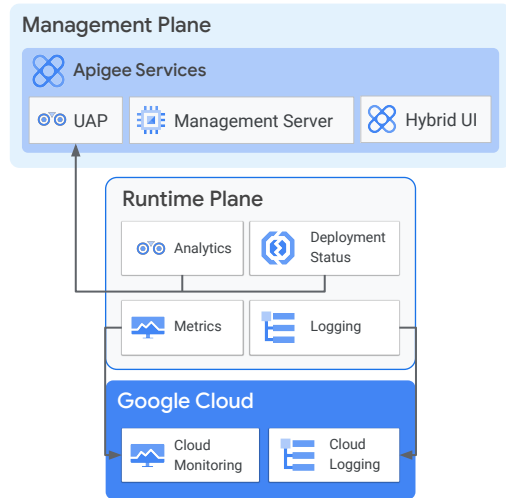 Management Plane
Apigee Services
UAP
Management Server
Hybrid UI
Runtime Plane
Analytics
Deployment
Status
Metrics
Logging
Google Cloud
Cloud
Monitoring
Cloud
Logging